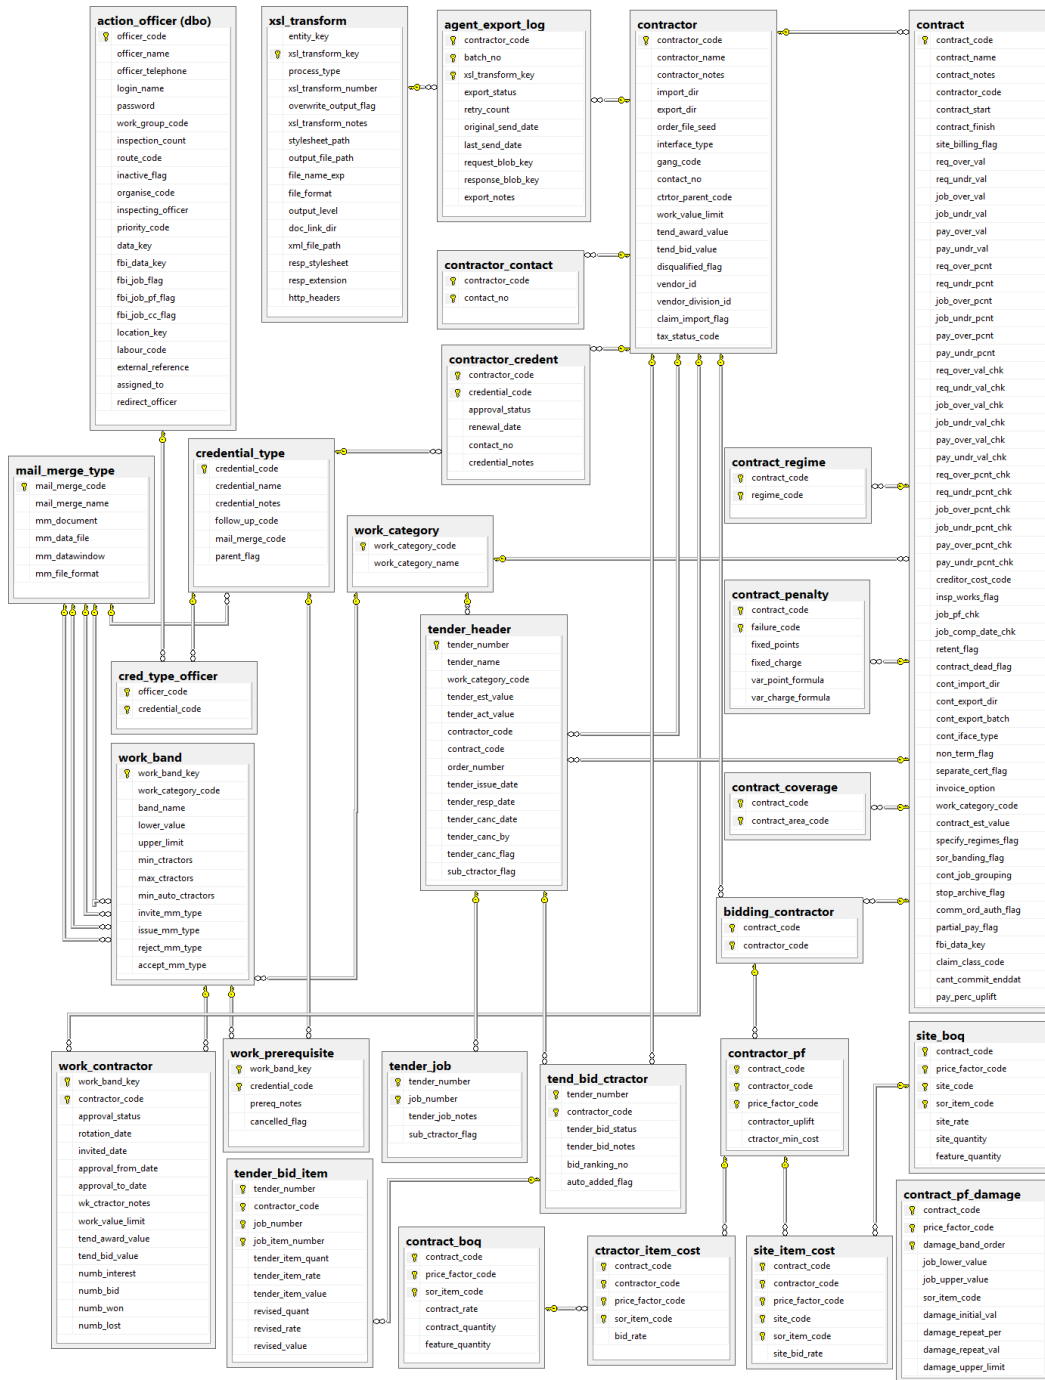 action_officer (dbo)
officer_code
officer_name
officer_telephone
login_name
password
work_group_code
inspection_count
route_code
inactive_flag
organise_code
inspecting_officer
priority_code
data_key
fbi_data_key
fbi_job_flag
fbi_job_pf_flag
fbi_job_cc_flag
location_key
labour_code
external_reference
assigned_to
redirect_officer
xsl_transform
entity_key
xsl_transform_key
process_type
xsl_transform_number
overwrite_output_flag
xsl_transform_notes
stylesheet_path
output_file_path
file_name_exp
file_format
output_level
doc_link_dir
xml_file_path
resp_stylesheet
resp_extension
http_headers
agent_export_log
contractor_code
batch_no
xsl_transform_key
export_status
retry_count
original_send_date
last_send_date
request_blob_key
response_blob_key
export_notes
contractor
contractor_code
contractor_name
contractor_notes
import_dir
export_dir
order_file_seed
interface_type
gang_code
contact_no
ctrtor_parent_code
work_value_limit
tend_award_value
tend_bid_value
disqualified_flag
vendor_id
vendor_division_id
claim_import_flag
tax_status_code
contract
contract_code
contract_name
contract_notes
contractor_code
contract_start
contract_finish
site_billing_flag
req_over_val
req_undr_val
job_over_val
job_undr_val
pay_over_val
pay_undr_val
req_over_pcnt
req_undr_pcnt
job_over_pcnt
job_undr_pcnt
pay_over_pcnt
pay_undr_pcnt
req_over_val_chk
req_undr_val_chk
job_over_val_chk
job_undr_val_chk
pay_over_val_chk
pay_undr_val_chk
req_over_pcnt_chk
req_undr_pcnt_chk
job_over_pcnt_chk
job_undr_pcnt_chk
pay_over_pcnt_chk
pay_undr_pcnt_chk
creditor_cost_code
insp_works_flag
job_pf_chk
job_comp_date_chk
retent_flag
contract_dead_flag
cont_import_dir
cont_export_dir
cont_export_batch
cont_iface_type
non_term_flag
separate_cert_flag
invoice_option
work_category_code
contract_est_value
specify_regimes_flag
sor_banding_flag
cont_job_grouping
stop_archive_flag
comm_ord_auth_flag
partial_pay_flag
fbi_data_key
claim_class_code
cant_commit_enddat
pay_perc_uplift
contractor_contact
contractor_code
contact_no
contractor_credent
contractor_code
credential_code
approval_status
renewal_date
contact_no
credential_notes
mail_merge_type
mail_merge_code
mail_merge_name
mm_document
mm_data_file
mm_datawindow
mm_file_format
credential_type
credential_code
credential_name
credential_notes
follow_up_code
mail_merge_code
parent_flag
work_category
work_category_code
work_category_name
contract_regime
contract_code
regime_code
contract_penalty
contract_code
failure_code
fixed_points
fixed_charge
var_point_formula
var_charge_formula
tender_header
tender_number
tender_name
work_category_code
tender_est_value
tender_act_value
contractor_code
contract_code
order_number
tender_issue_date
tender_resp_date
tender_canc_date
tender_canc_by
tender_canc_flag
sub_ctractor_flag
cred_type_officer
officer_code
credential_code
work_band
work_band_key
work_category_code
band_name
lower_value
upper_limit
min_ctractors
max_ctractors
min_auto_ctractors
invite_mm_type
issue_mm_type
reject_mm_type
accept_mm_type
contract_coverage
contract_code
contract_area_code
bidding_contractor
contract_code
contractor_code
work_contractor
work_band_key
contractor_code
approval_status
rotation_date
invited_date
approval_from_date
approval_to_date
wk_ctractor_notes
work_value_limit
tend_award_value
tend_bid_value
numb_interest
numb_bid
numb_won
numb_lost
work_prerequisite
work_band_key
credential_code
prereq_notes
cancelled_flag
tender_job
tender_number
job_number
tender_job_notes
sub_ctractor_flag
tend_bid_ctractor
tender_number
contractor_code
tender_bid_status
tender_bid_notes
bid_ranking_no
auto_added_flag
contractor_pf
contract_code
contractor_code
price_factor_code
contractor_uplift
ctractor_min_cost
site_boq
contract_code
price_factor_code
site_code
sor_item_code
site_rate
site_quantity
feature_quantity
tender_bid_item
tender_number
contractor_code
job_number
job_item_number
tender_item_quant
tender_item_rate
tender_item_value
revised_quant
revised_rate
revised_value
contract_boq
contract_code
price_factor_code
sor_item_code
contract_rate
contract_quantity
feature_quantity
ctractor_item_cost
contract_code
contractor_code
price_factor_code
sor_item_code
bid_rate
site_item_cost
contract_code
contractor_code
price_factor_code
site_code
sor_item_code
site_bid_rate
contract_pf_damage
contract_code
price_factor_code
damage_band_order
job_lower_value
job_upper_value
sor_item_code
damage_initial_val
damage_repeat_per
damage_repeat_val
damage_upper_limit